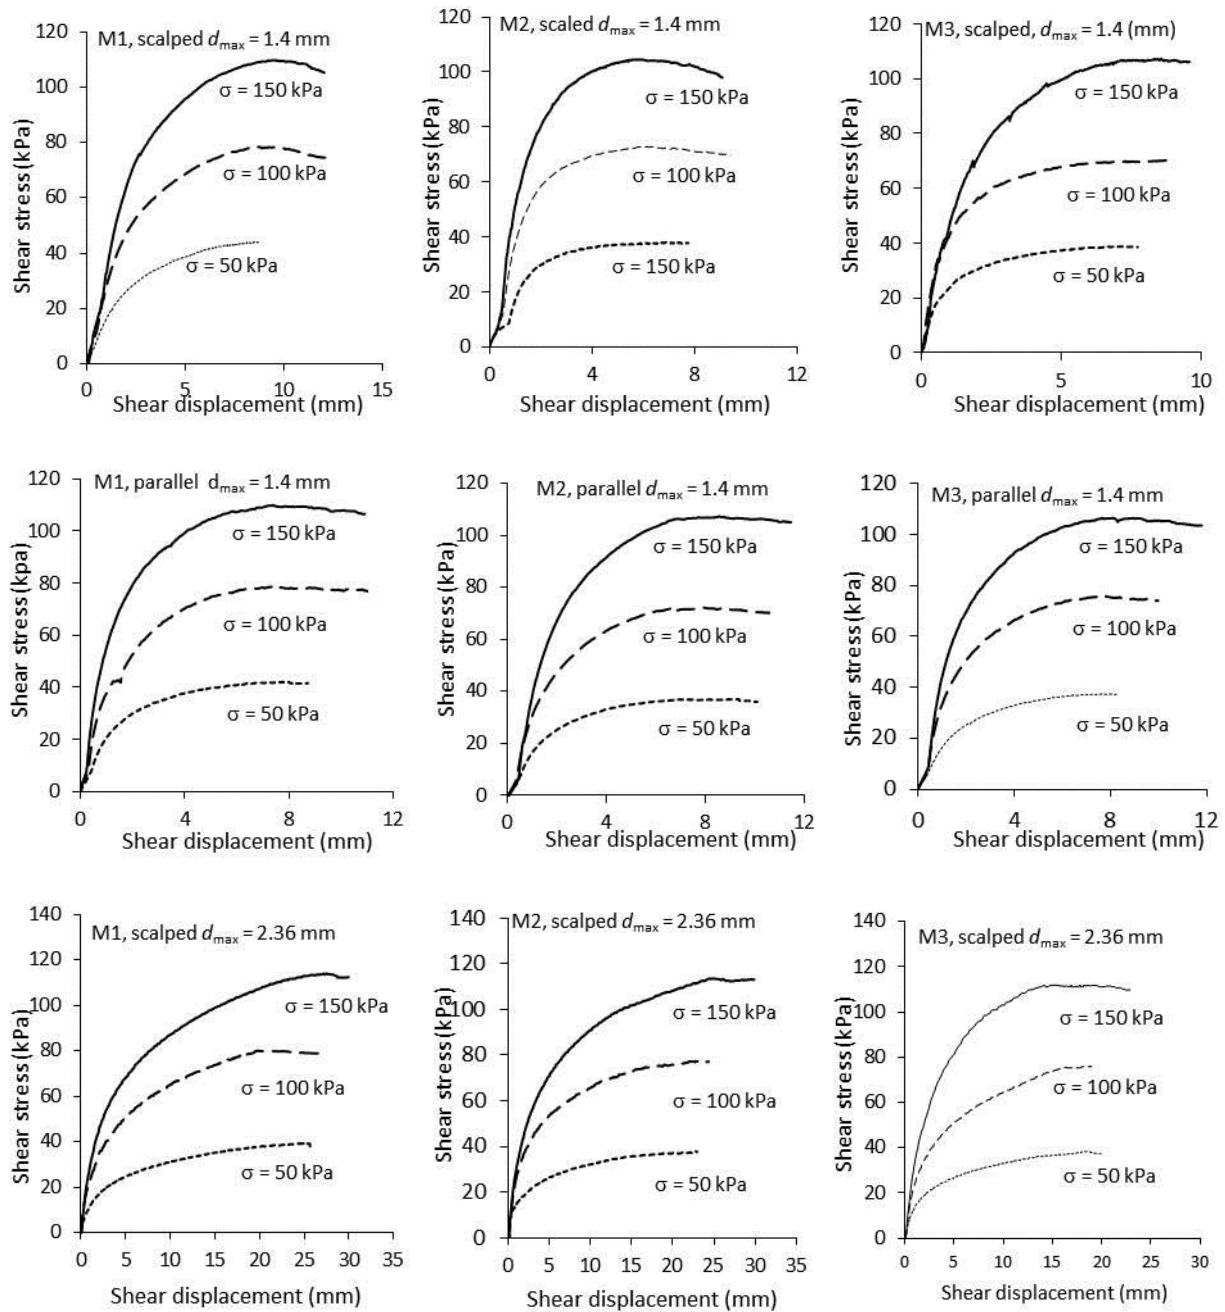 M1, scalped dmax = 1.4 mm
120
100
80
60
40
20
0
Shear stress (kPa)
σ = 150 kPa
σ = 100 kPa
σ = 50 kPa
0 5 10 15
Shear displacement (mm)
M2, scaled dmax = 1.4 mm
120
100
80
60
40
20
0
Shear stress (kPa)
σ = 150 kPa
σ = 100 kPa
σ = 150 kPa
0 4 8 12
Shear displacement (mm)
M3, scalped, dmax = 1.4 (mm)
120
100
80
60
40
20
0
Shear stress (kPa)
σ = 150 kPa
σ = 100 kPa
σ = 50 kPa
0 5 10
Shear displacement (mm)
M1, parallel dmax = 1.4 mm
120
100
80
60
40
20
0
Shear stress (kpa)
σ = 150 kPa
σ = 100 kPa
σ = 50 kPa
0 4 8 12
Shear displacement (mm)
M2, parallel dmax = 1.4 mm
120
100
80
60
40
20
0
Shear stress (kPa)
σ = 150 kPa
σ = 100 kPa
σ = 50 kPa
0 4 8 12
Shear displacement (mm)
M3, parallel dmax = 1.4 mm
120
100
80
60
40
20
0
Shear stress (kPa)
σ = 150 kPa
σ = 100 kPa
σ = 50 kPa
0 4 8 12
Shear displacement (mm)
M1, scalped dmax = 2.36 mm
140
120
100
80
60
40
20
0
Shear stress (kPa)
σ = 150 kPa
σ = 100 kPa
σ = 50 kPa
0 5 10 15 20 25 30 35
Shear displacement (mm)
M2, scalped dmax = 2.36 mm
140
120
100
80
60
40
20
0
Shear stress (kPa)
σ = 150 kPa
σ = 100 kPa
σ = 50 kPa
0 5 10 15 20 25 30 35
Shear displacement (mm)
M3, scalped dmax = 2.36 mm
140
120
100
80
60
40
20
0
Shear stress (kPa)
σ = 150 kPa
σ = 100 kPa
σ = 50 kPa
0 5 10 15 20 25 30
Shear displacement (mm)